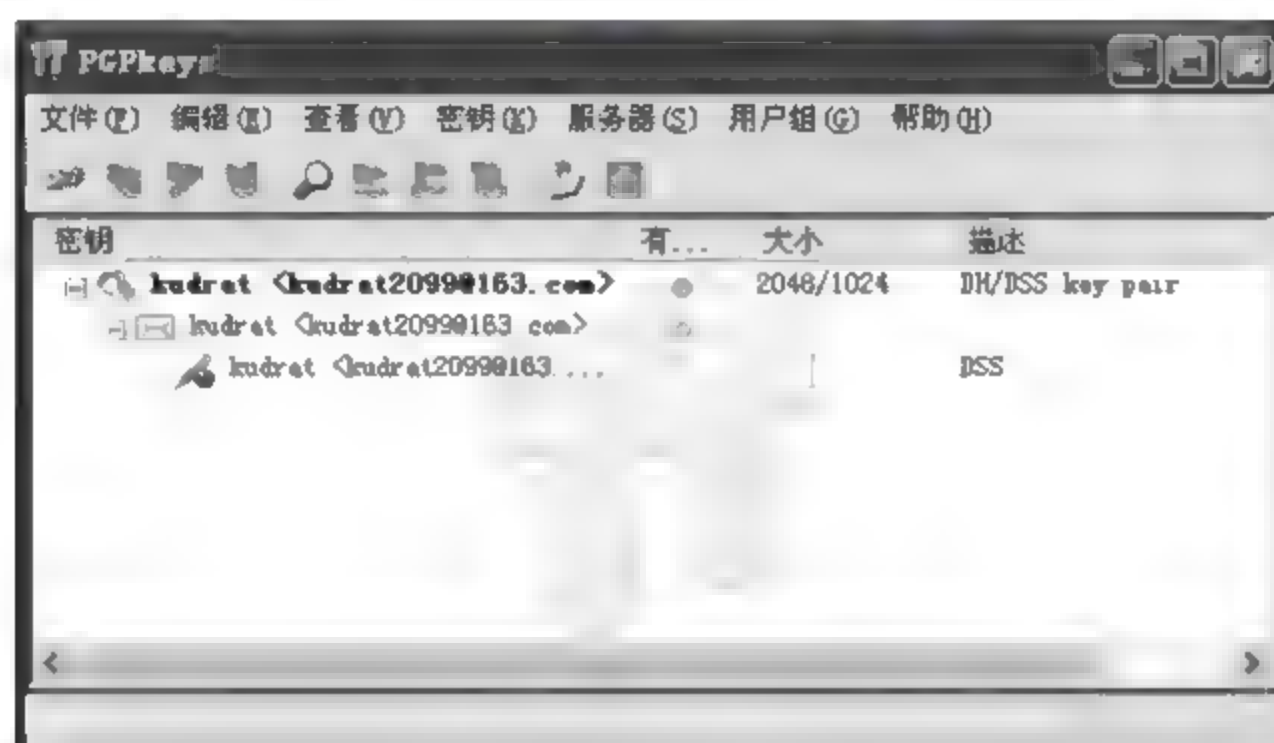 PGPkeys
文件(F) 编辑(E) 查看(V) 密钥(K) 服务器(S) 用户组(G) 帮助(H)
密钥 有... 大小 描述
kudrat <kudrat2099@163.com> 2048/1024 DH/DSS key pair
kudrat <kudrat2099@163.com>
kudrat <kudrat2099@163.... DSS